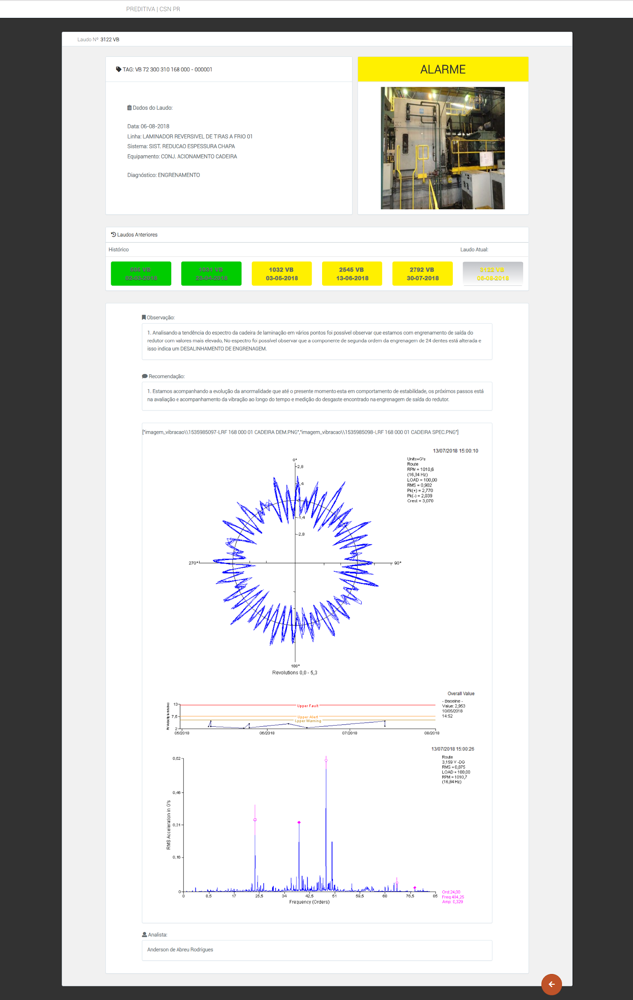 PREDITIVA | CSN PR
Laudo Nº 3122 VB
TAG: VB 72 300 310 168 000 - 000001
ALARME
Dados do Laudo:
Data: 06-08-2018
Linha: LAMINADOR REVERSIVEL DE TIRAS A FRIO 01
Sistema: SIST. REDUCAO ESPESSURA CHAPA
Equipamento: CONJ. ACIONAMENTO CADEIRA
Diagnóstico: ENGRENAMENTO
Laudos Anteriores
Histórico
Laudo Atual:
505 VB
02-03-2018
1031 VB
23-04-2018
1032 VB
03-05-2018
2545 VB
13-06-2018
2792 VB
30-07-2018
3122 VB
06-08-2018
Observação:
1. Analisando a tendência do espectro da cadeira de laminação em vários pontos foi possível observar que estamos com engrenamento de saída do
redutor com valores mais elevado, No espectro foi possível observar que a componente de segunda ordem da engrenagem de 24 dentes está alterada e
isso indica um DESALINHAMENTO DE ENGRENAGEM.
Recomendação:
1. Estamos acompanhando a evolução da anormalidade que até o presente momento esta em comportamento de estabilidade, os próximos passos está
na avaliação e acompanhamento da vibração ao longo do tempo e medição do desgaste encontrado na engrenagem de saída do redutor.
["imagem_vibracao\\1535985097-LRF 168 000 01 CADEIRA DEM.PNG","imagem_vibracao\\1535985098-LRF 168 000 01 CADEIRA SPEC.PNG"]
13/07/2018 15:00:10
Units=G's
Route
RPM = 1010,6
(16,84 Hz)
LOAD = 100,00
RMS = 0,902
Pk(+) = 2,770
Pk(-) = 2,039
Crest = 3,070
0°
2,8
-1,4
-2,8
270°
90°
180°
Revolutions 0,0 - 5,3
Overall Value
- Baseline -
Value: 2,953
10/05/2018
14:52
Pk Velocity in mm/sec
13
7,5
2
Upper Fault
Upper Alert
Upper Warning
05/2018
06/2018
07/2018
08/2018
13/07/2018 15:00:26
Route
3,159 V -DG
RMS = 0,875
LOAD = 100,00
RPM = 1010,7
(16,84 Hz)
RMS Acceleration in G's
0,62
0,46
0,31
0,16
0
0 8,5 17 25,5 34 42,5 51 59,5 68 76,5 85
Frequency (Orders)
Ord:24,00
Freq:404,25
Amp: 0,329
Analista:
Anderson de Abreu Rodrigues